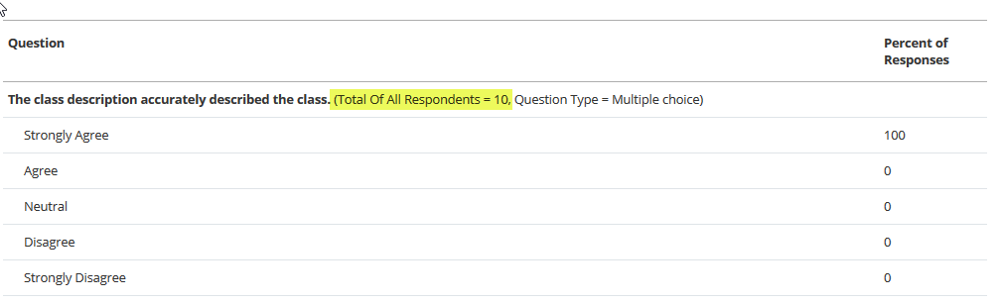 Question Percent of
Responses
The class description accurately described the class. (Total Of All Respondents = 10, Question Type = Multiple choice)
Strongly Agree 100
Agree 0
Neutral 0
Disagree 0
Strongly Disagree 0